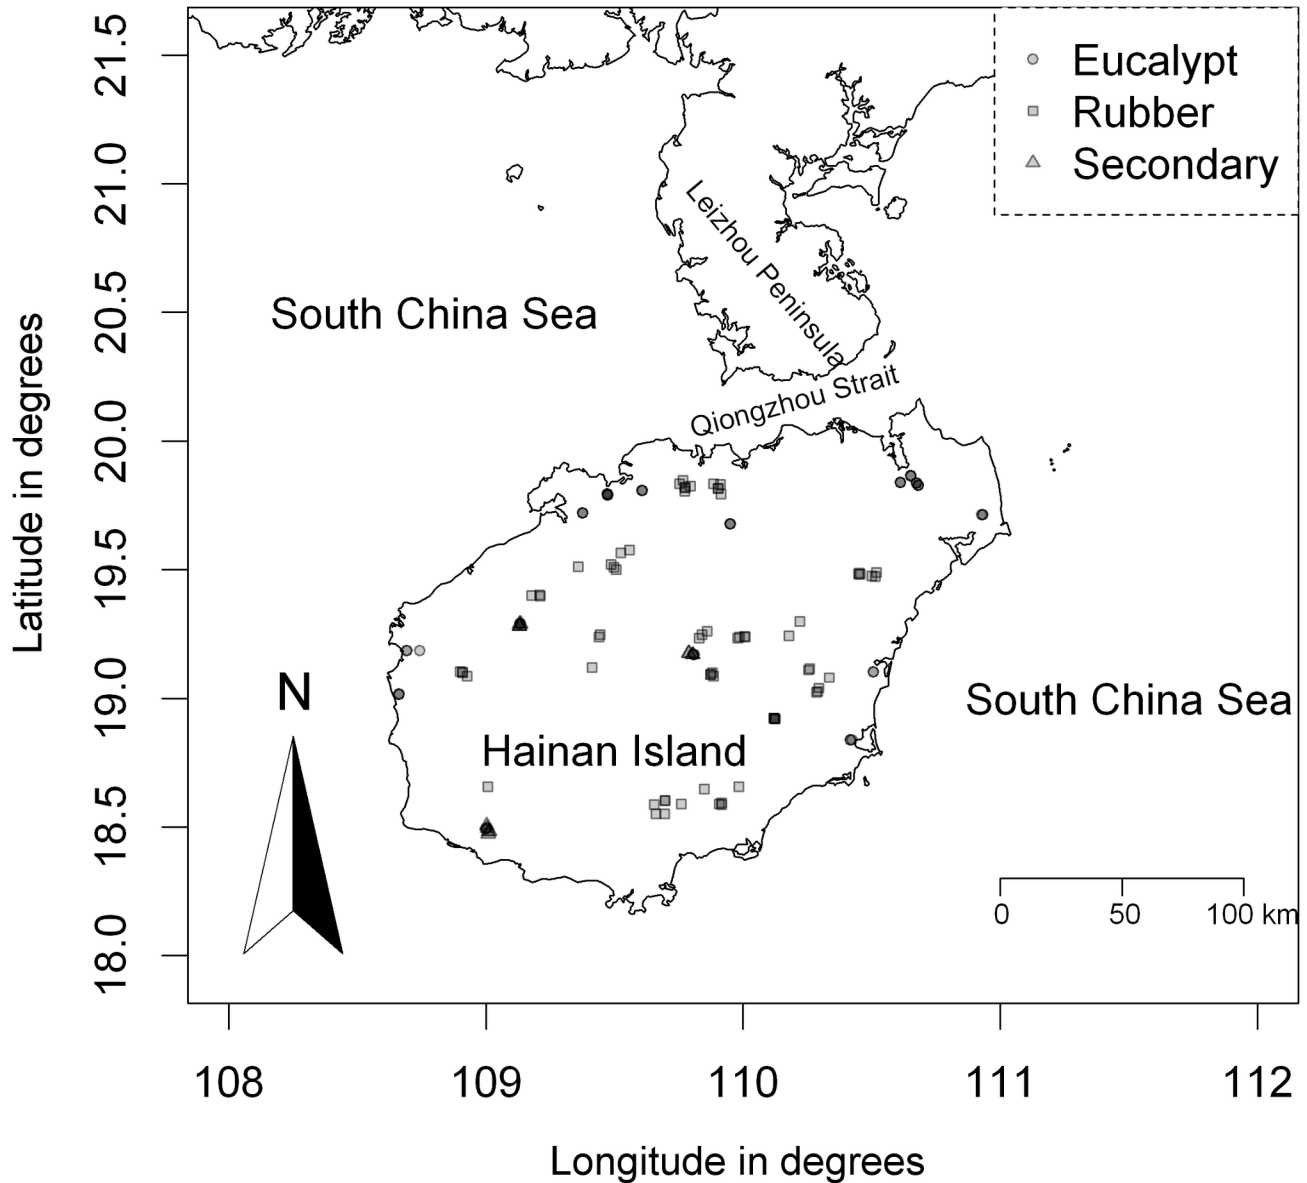 21.5
21.0
20.5
20.0
19.5
19.0
18.5
18.0
Latitude in degrees
Eucalypt
Rubber
Secondary
Leizhou Peninsula
South China Sea
Qiongzhou Strait
N
South China Sea
Hainan Island
0 50 100 km
108 109 110 111 112
Longitude in degrees